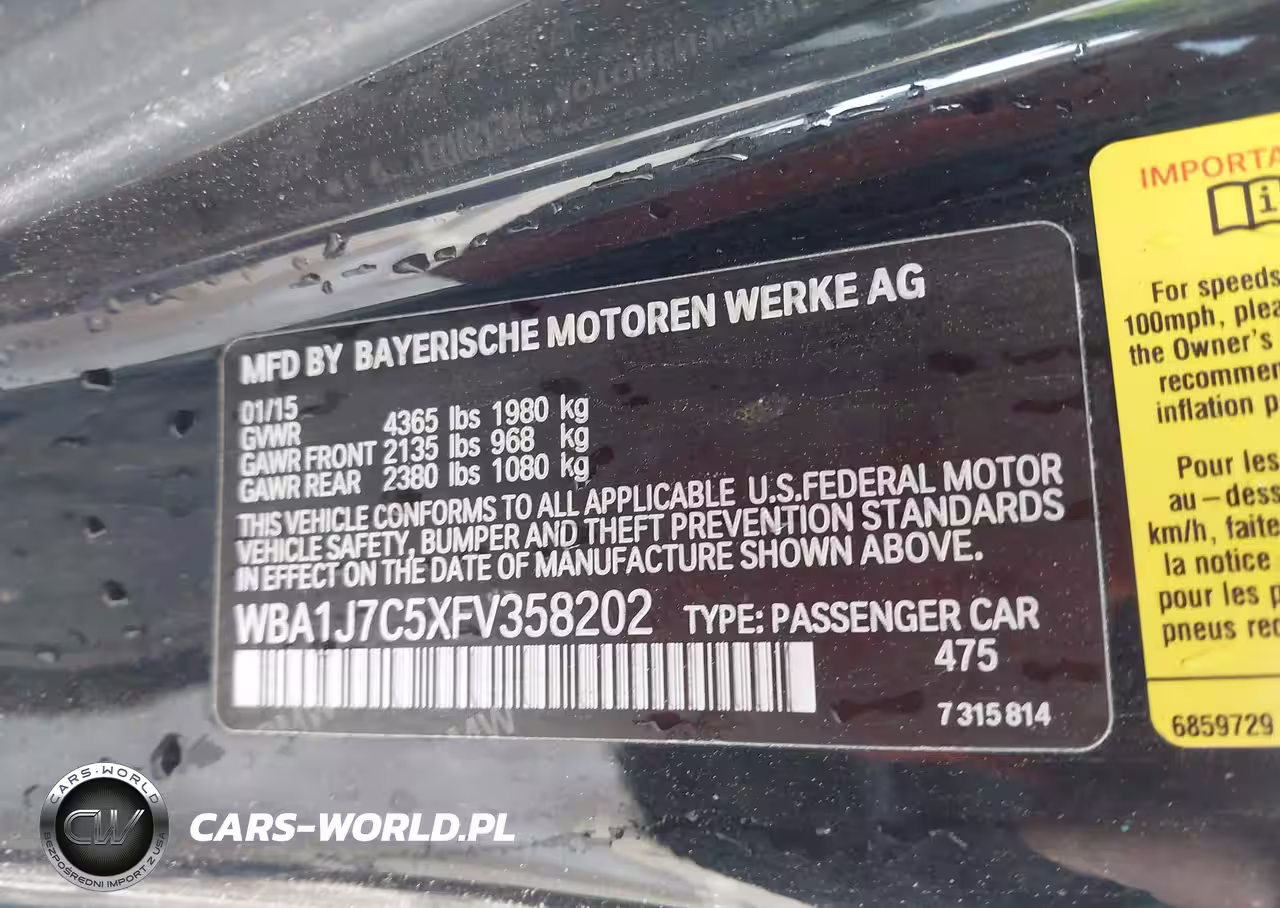 MFD BY BAYERISCHE MOTOREN WERKE AG
01/15
GVWR 4365 lbs 1980 kg
GAWR FRONT 2135 lbs 968 kg
GAWR REAR 2380 lbs 1080 kg
THIS VEHICLE CONFORMS TO ALL APPLICABLE U.S.FEDERAL MOTOR
VEHICLE SAFETY, BUMPER AND THEFT PREVENTION STANDARDS
IN EFFECT ON THE DATE OF MANUFACTURE SHOWN ABOVE.
WBA1J7C5XFV358202 TYPE: PASSENGER CAR
475
7 315 814
IMPORTA
i
For speeds
100mph, plea
the Owner's
recommen
inflation p
Pour les
au-dess
km/h, faite
la notice
pour les p
pneus rec
6859729
CARS-WORLD
CW
BEZPOŚREDNI IMPORT Z USA
CARS-WORLD.PL